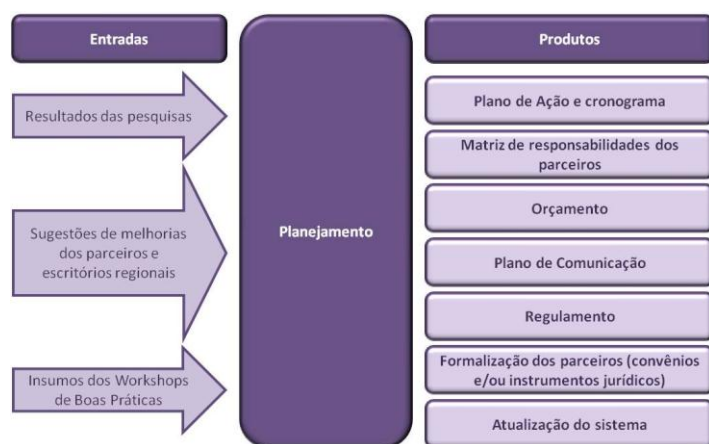 Entradas
Resultados das pesquisas
Sugestões de melhorias
dos parceiros e
escritórios regionais
Insumos dos Workshops
de Boas Práticas
Planejamento
Produtos
Plano de Ação e cronograma
Matriz de responsabilidades dos
parceiros
Orçamento
Plano de Comunicação
Regulamento
Formalização dos parceiros (convênios
e/ou instrumentos jurídicos)
Atualização do sistema